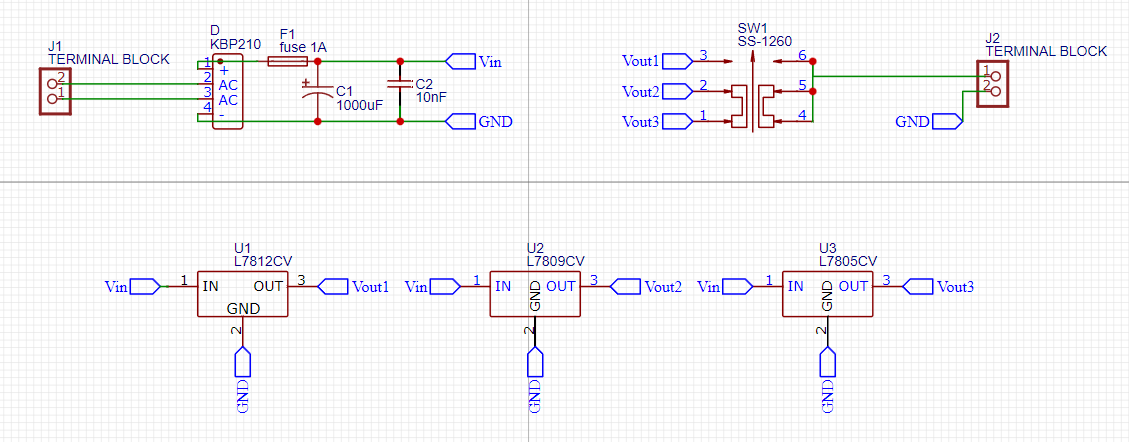 J1
TERMINAL BLOCK
2
1
D
KBP210
1
+
2
AC
3
AC
4
-
F1
fuse 1A
+
C1
1000uF
C2
10nF
Vin
GND
SW1
SS-1260
Vout1
3
6
Vout2
2
5
Vout3
1
4
J2
TERMINAL BLOCK
1
2
GND
U1
L7812CV
Vin
1
IN
OUT
3
Vout1
GND
2
GND
U2
L7809CV
Vin
1
IN
GND
OUT
3
Vout2
2
GND
U3
L7805CV
Vin
1
IN
GND
OUT
3
Vout3
2
GND